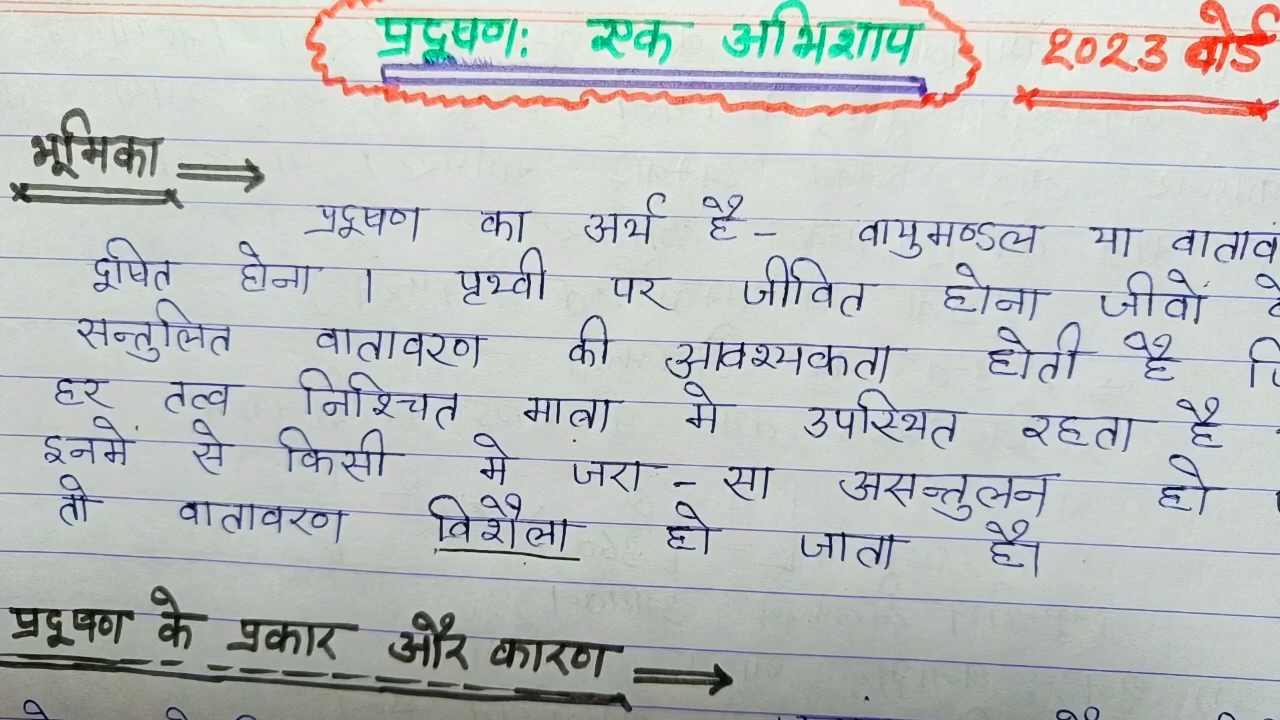 प्रदूषण: एक अभिशाप
2023 बोर्ड
भूमिका ⟹
प्रदूषण का अर्थ है- वायुमण्डल या
दूषित होना । पृथ्वी पर जीवित होना जीवों
सन्तुलित वातावरण की आवश्यकता होती है
हर तत्व निश्चित मात्रा मे उपस्थित रहता है
इनमें से किसी मे जरा-सा असन्तुलन हो
तो वातावरण विशैला हो जाता है।
प्रदूषण के प्रकार और कारण ⟹